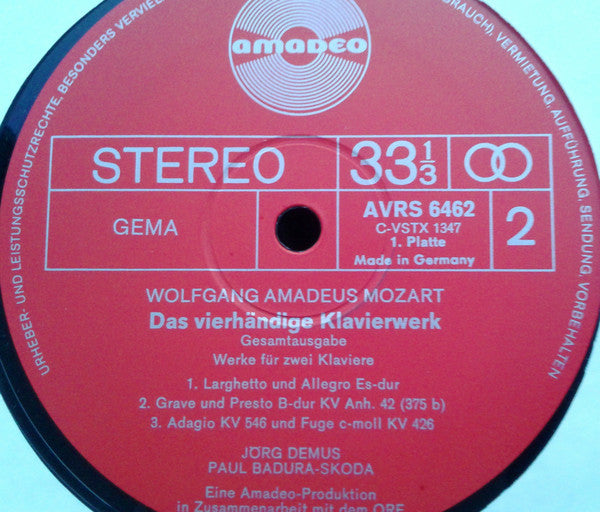 URHEBER- UND LEISTUNGSSCHUTZRECHTE, BESONDERS
VERMIETUNG, AUFFÜHRUNG, SENDUNG VORBEHALTEN
amadeo
STEREO
33 1/3
GEMA
AVRS 6462
C-VSTX 1347
1. Platte
Made in Germany
2
WOLFGANG AMADEUS MOZART
Das vierhändige Klavierwerk
Gesamtausgabe
Werke für zwei Klaviere
1. Larghetto und Allegro Es-dur
2. Grave und Presto B-dur KV Anh. 42 (375 b)
3. Adagio KV 546 und Fuge c-moll KV 426
JÖRG DEMUS
PAUL BADURA-SKODA
Eine Amadeo-Produktion
in Zusammenarbeit mit dem ORF